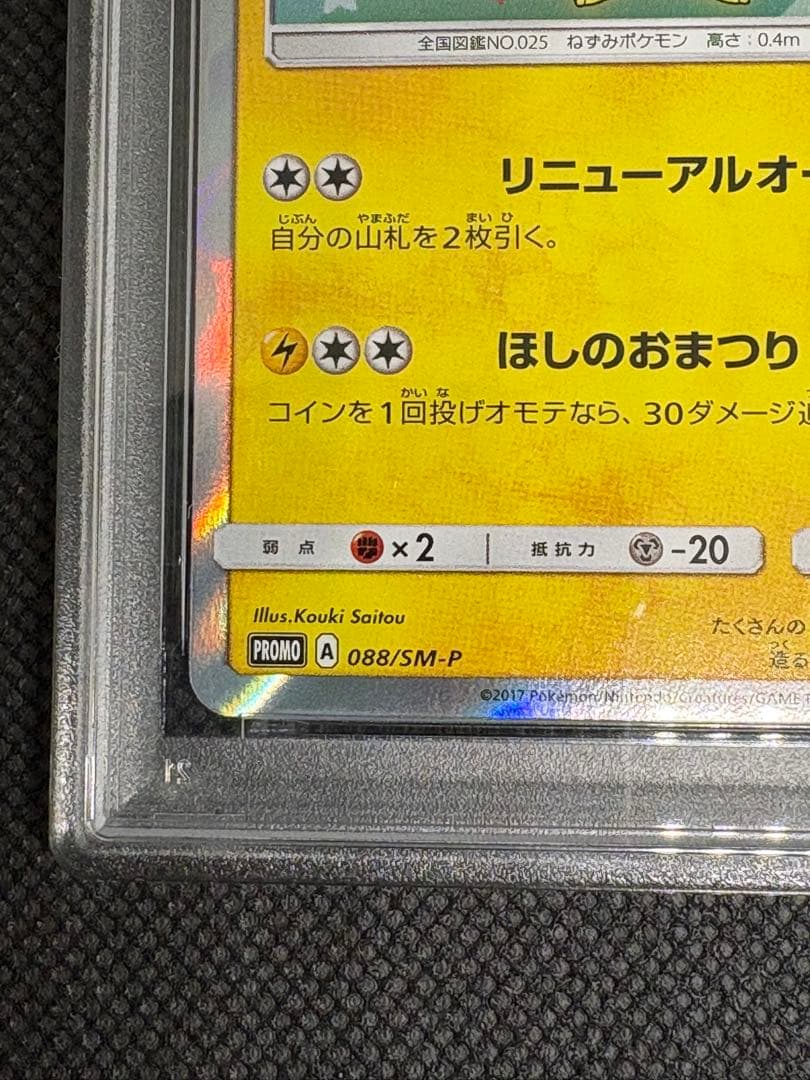 全国図鑑NO.025 ねずみポケモン 高さ:0.4m
リニューアルオー
じぶん やまふだ まい ひ
自分の山札を2枚引く。
ほしのおまつり
かい な
コインを1回投げオモテなら、30ダメージ追
弱点 ×2 抵抗力 -20
Illus.Kouki Saitou
たくさんの
PROMO A 088/SM-P
つく
造る
©2017 Pokémon/Nintendo/Creatures/GAME